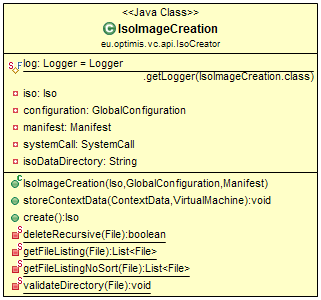 <<Java Class>>
IsoImageCreation
eu.optimis.vc.api.IsoCreator
log: Logger = Logger
.getLogger(IsoImageCreation.class)
iso: Iso
configuration: GlobalConfiguration
manifest: Manifest
systemCall: SystemCall
isoDataDirectory: String
IsoImageCreation(Iso,GlobalConfiguration,Manifest)
storeContextData(ContextData,VirtualMachine):void
create():Iso
deleteRecursive(File):boolean
getFileListing(File):List<File>
getFileListingNoSort(File):List<File>
validateDirectory(File):void